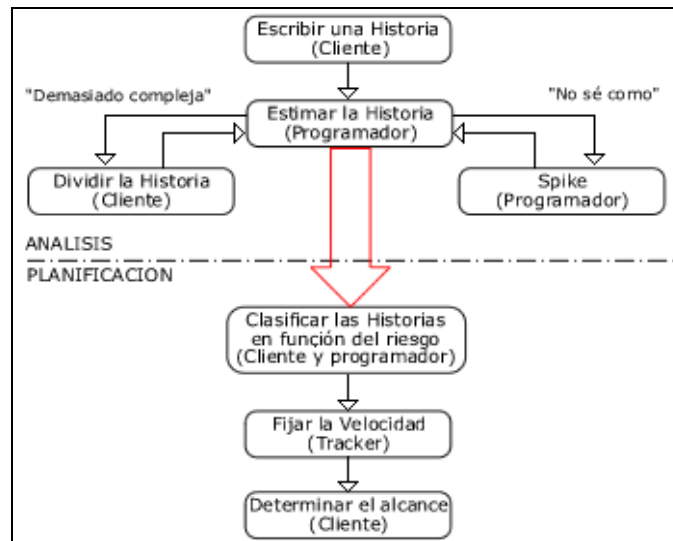 Escribir una Historia
(Cliente)
"Demasiado compleja"
"No sé como"
Estimar la Historia
(Programador)
Dividir la Historia
(Cliente)
Spike
(Programador)
ANALISIS
PLANIFICACION
Clasificar las Historias
en función del riesgo
(Cliente y programador)
Fijar la Velocidad
(Tracker)
Determinar el alcance
(Cliente)